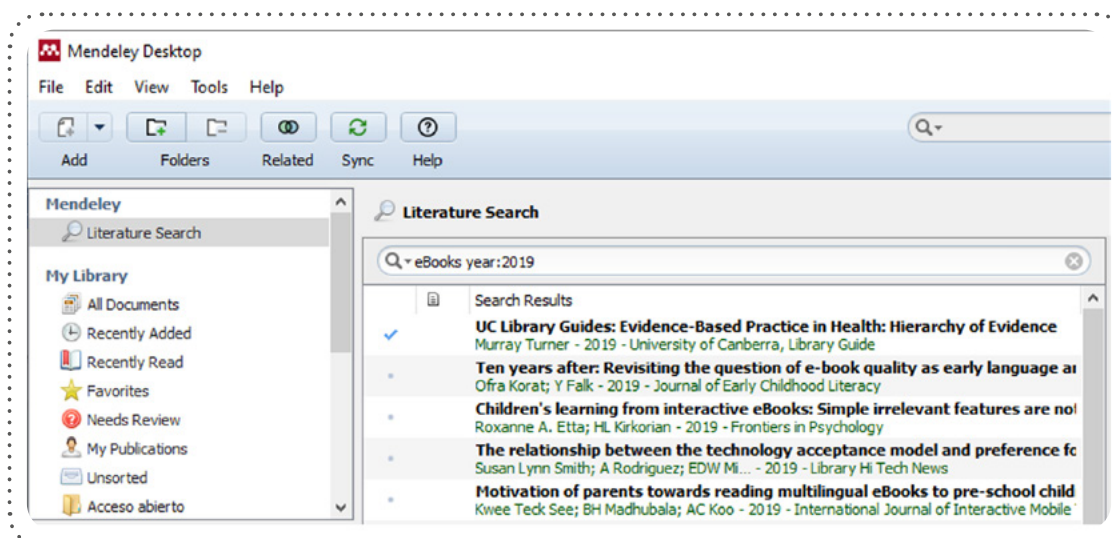 Mendeley Desktop
File Edit View Tools Help
Add Folders Related Sync Help
Mendeley
Literature Search
My Library
All Documents
Recently Added
Recently Read
Favorites
Needs Review
My Publications
Unsorted
Acceso abierto
Literature Search
eBooks year:2019
Search Results
UC Library Guides: Evidence-Based Practice in Health: Hierarchy of Evidence
Murray Turner - 2019 - University of Canberra, Library Guide
Ten years after: Revisiting the question of e-book quality as early language
Ofra Korat; Y Falk - 2019 - Journal of Early Childhood Literacy
Children's learning from interactive eBooks: Simple irrelevant features are
Roxanne A. Etta; HL Kirkorian - 2019 - Frontiers in Psychology
The relationship between the technology acceptance model and preference
Susan Lynn Smith; A Rodriguez; EDW Mi... - 2019 - Library Hi Tech News
Motivation of parents towards reading multilingual eBooks to pre-school child
Kwee Teck See; BH Madhubala; AC Koo - 2019 - International Journal of Interactive Mobile